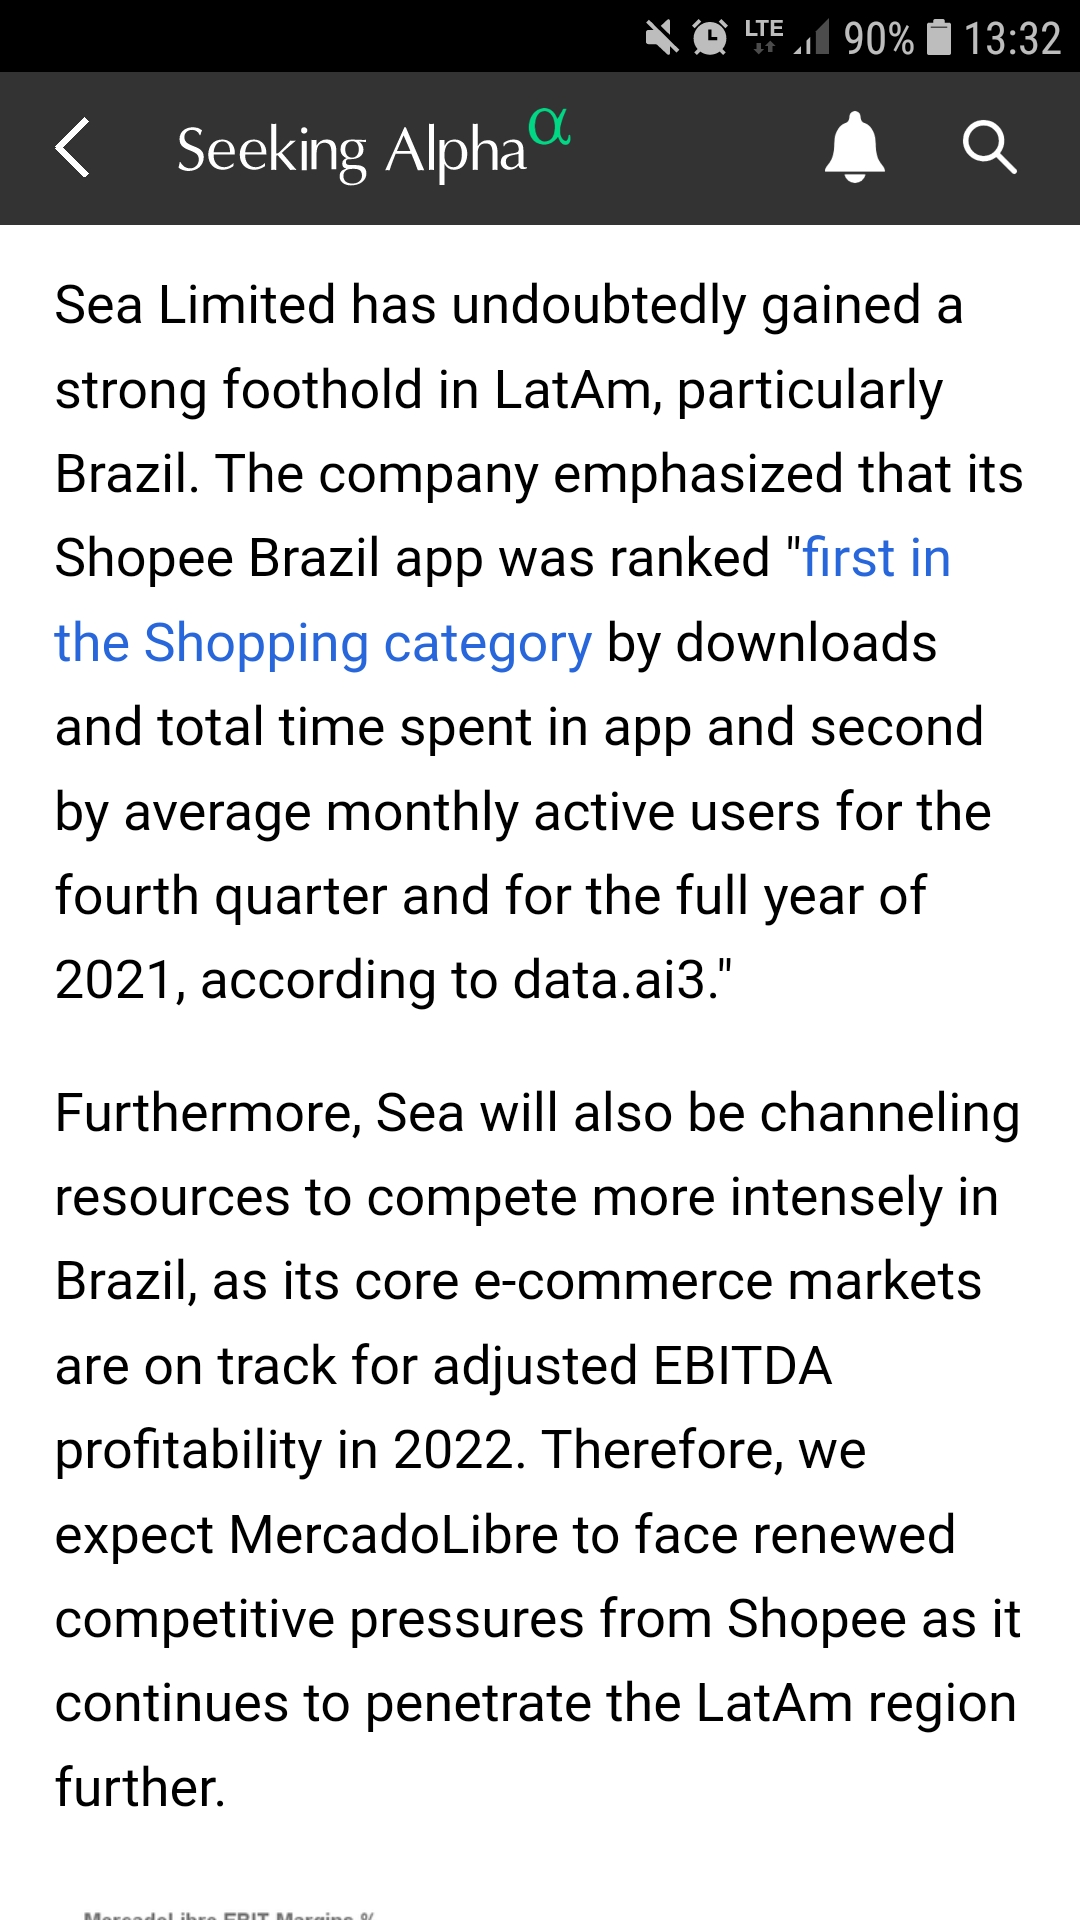 LTE 90% 13:32
Seeking Alphaα
Sea Limited has undoubtedly gained a
strong foothold in LatAm, particularly
Brazil. The company emphasized that its
Shopee Brazil app was ranked "first in
the Shopping category by downloads
and total time spent in app and second
by average monthly active users for the
fourth quarter and for the full year of
2021, according to data.ai3."
Furthermore, Sea will also be channeling
resources to compete more intensely in
Brazil, as its core e-commerce markets
are on track for adjusted EBITDA
profitability in 2022. Therefore, we
expect MercadoLibre to face renewed
competitive pressures from Shopee as it
continues to penetrate the LatAm region
further.
MercadoLibre EBIT Margins %